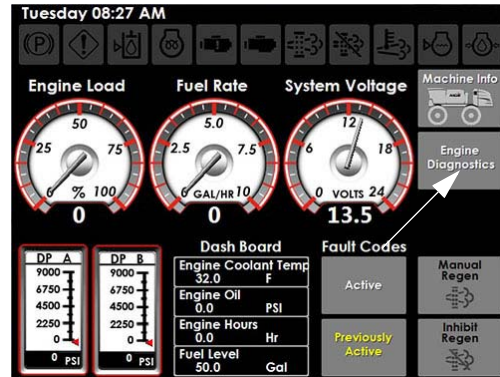 Tuesday 08:27 AM
(P)
Engine Load
50
25 75
0 % 100
0
Fuel Rate
5.0
2.5 7.5
0 GAL/HR 10
0
System Voltage
12
6 18
0 VOLTS 24
13.5
Machine Info
Engine
Diagnostics
DP A
9000
6750
4500
2250
0
0 PSI
DP B
9000
6750
4500
2250
0
0 PSI
Dash Board
Engine Coolant Temp
32.0 F
Engine Oil
0.0 PSI
Engine Hours
0.0 Hr
Fuel Level
50.0 Gal
Fault Codes
Active
Previously
Active
Manual
Regen
Inhibit
Regen